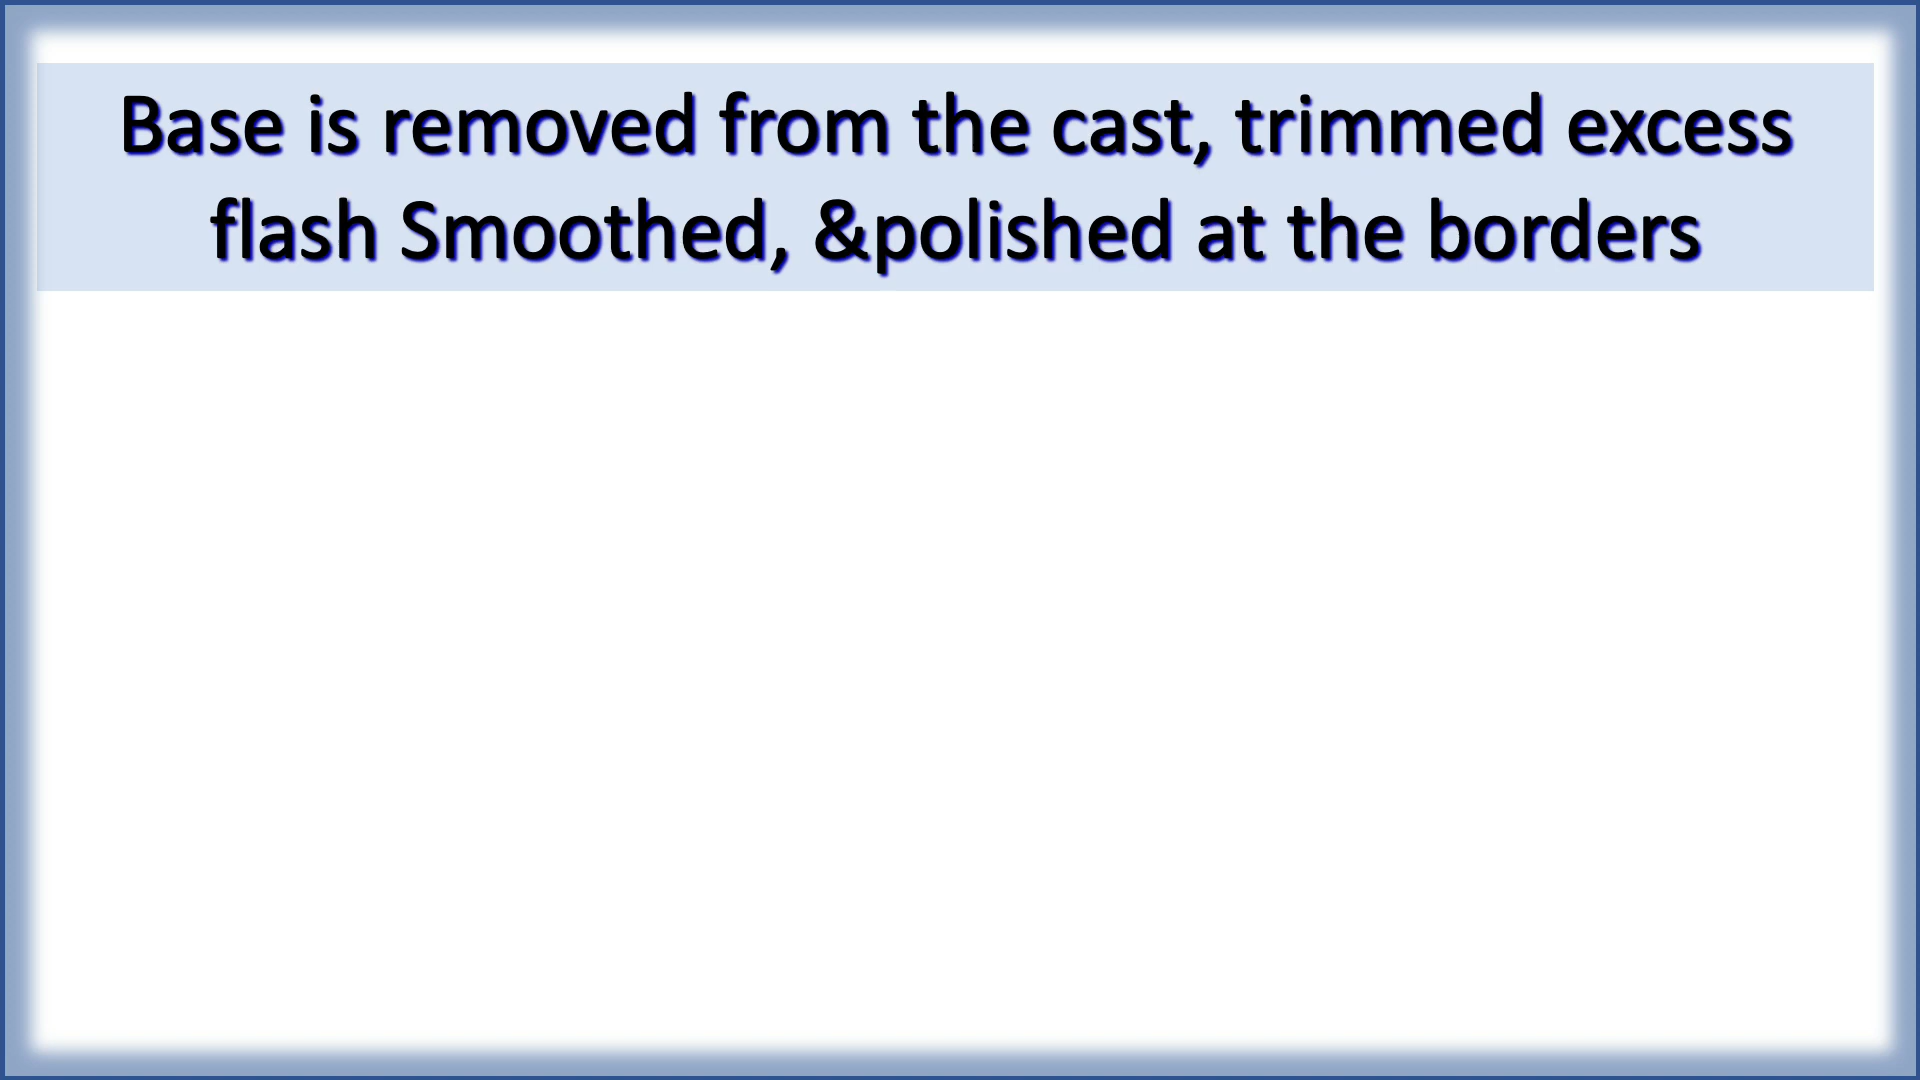 Base is removed from the cast, trimmed excess
flash Smoothed, &polished at the borders